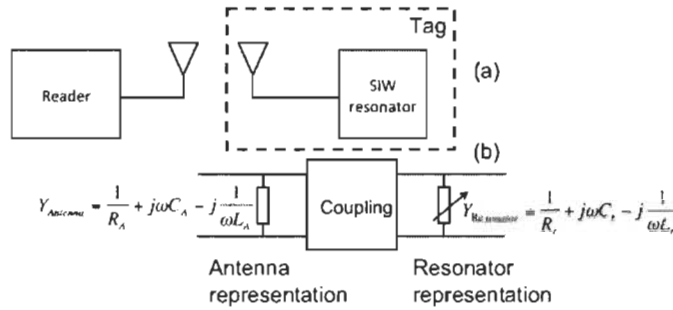 Tag
Reader
SIW
resonator
(a)
(b)
Y_Antenna = 1/R_A + jωC_A − j 1/ωL_A
Coupling
Y_Resonator = 1/R_r + jωC_r − j 1/ωL_r
Antenna
representation
Resonator
representation